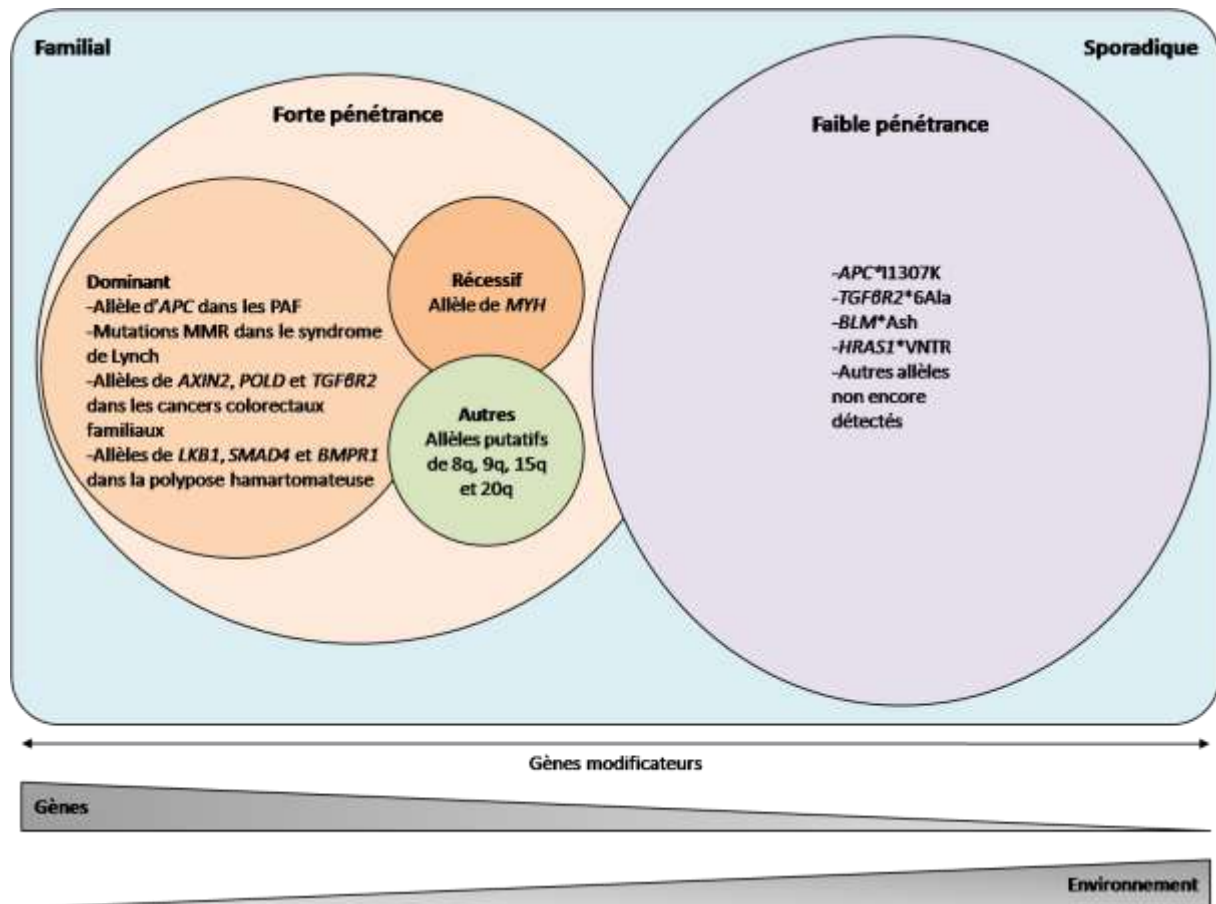 Familial
Sporadique
Forte pénétrance
Faible pénétrance
Dominant
-Allèle d'APC dans les PAF
-Mutations MMR dans le syndrome
de Lynch
-Allèles de AXIN2, POLD et TGFβR2
dans les cancers colorectaux
familiaux
-Allèles de LKB1, SMAD4 et BMPR1
dans la polypose hamartomateuse
Récessif
Allèle de MYH
Autres
Allèles putatifs
de 8q, 9q, 15q
et 20q
-APC*I1307K
-TGFβR2*6Ala
-BLM*Ash
-HRAS1*VNTR
-Autres allèles
non encore
détectés
Gènes modificateurs
Gènes
Environnement